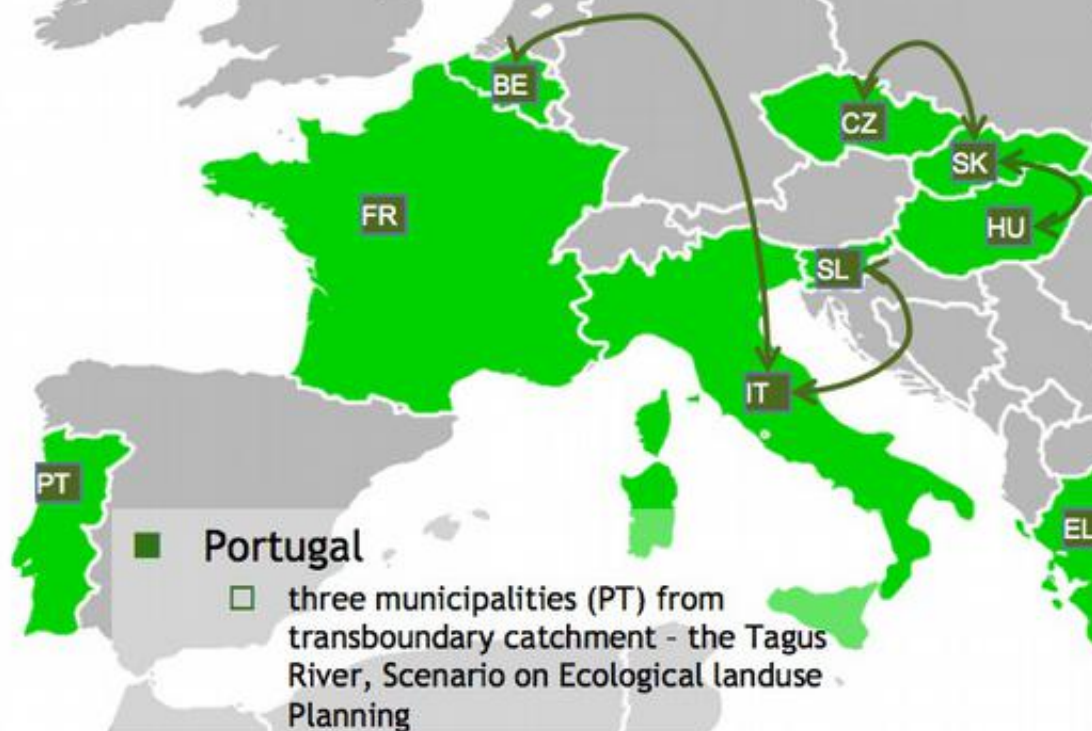 BE
CZ
SK
FR
HU
SL
IT
PT
EL
Portugal
three municipalities (PT) from
transboundary catchment - the Tagus
River, Scenario on Ecological landuse
Planning